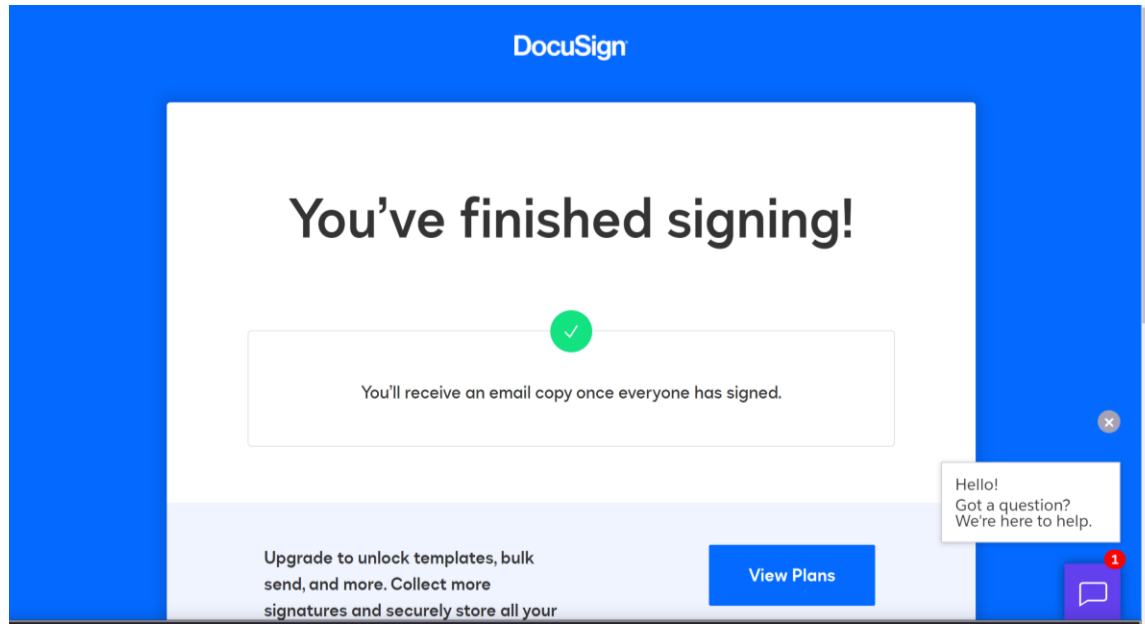 DocuSign
You’ve finished signing!
You’ll receive an email copy once everyone has signed.
Hello!
Got a question?
We're here to help.
1
Upgrade to unlock templates, bulk
send, and more. Collect more
signatures and securely store all your
View Plans